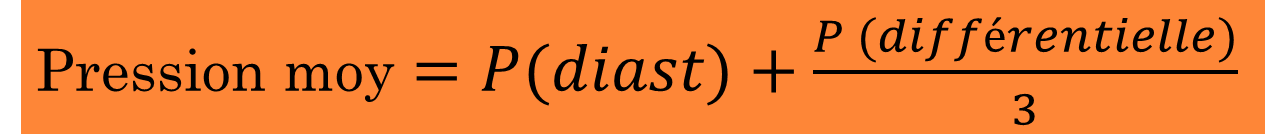 Pression moy = P(diast) + P (différentielle) / 3